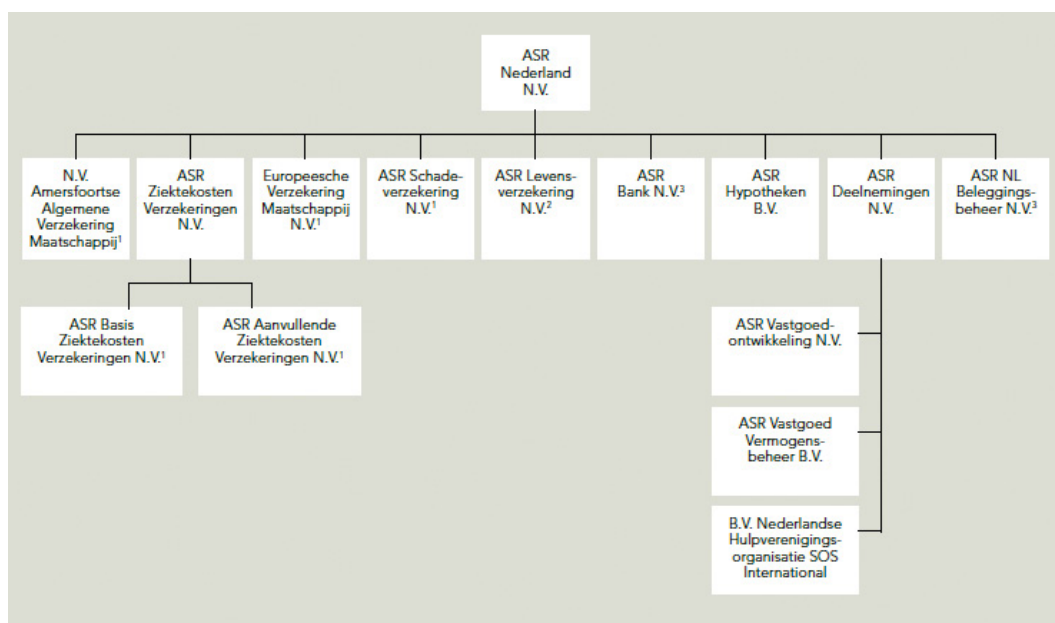 ASR
Nederland
N.V.
N.V.
Amersfoortse
Algemene
Verzekering
Maatschappij¹
ASR
Ziektekosten
Verzekeringen
N.V.
Europeesche
Verzekering
Maatschappij
N.V.¹
ASR Schade-
verzekering
N.V.¹
ASR Levens-
verzekering
N.V.²
ASR
Bank N.V.³
ASR
Hypotheken
B.V.
ASR
Deelnemingen
N.V.
ASR NL
Beleggings-
beheer N.V.³
ASR Basis
Ziektekosten
Verzekeringen N.V.¹
ASR Aanvullende
Ziektekosten
Verzekeringen N.V.¹
ASR Vastgoed-
ontwikkeling N.V.
ASR Vastgoed
Vermogens-
beheer B.V.
B.V. Nederlandse
Hulpverenigings-
organisatie SOS
International